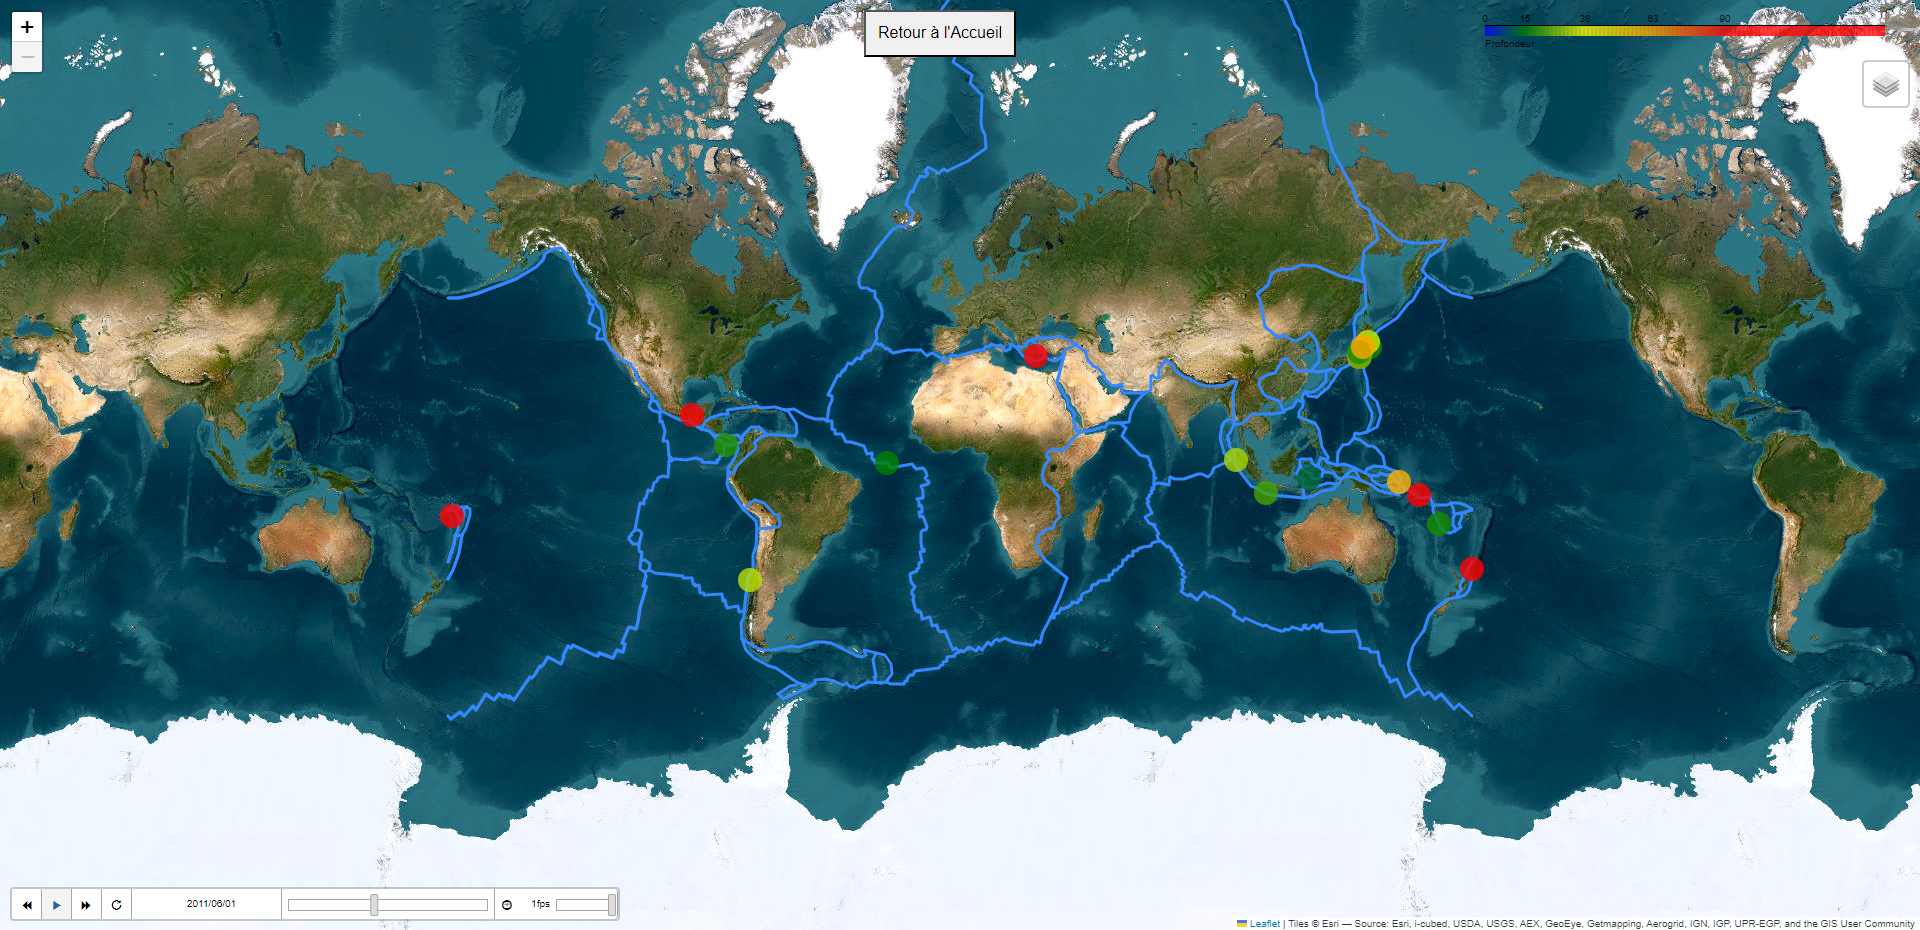 +
Retour à l'Accueil
0 15 38 63 90
Profondeur
−
2011/06/01
1fps
Leaflet | Tiles © Esri — Source: Esri, i-cubed, USDA, USGS, AEX, GeoEye, Getmapping, Aerogrid, IGN, IGP, UPR-EGP, and the GIS User Community